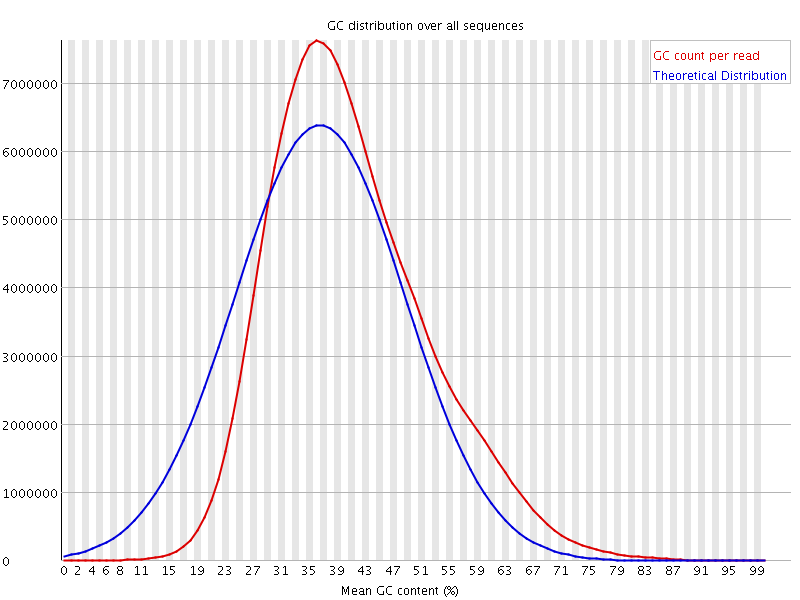 GC distribution over all sequences
GC count per read
Theoretical Distribution
7000000
6000000
5000000
4000000
3000000
2000000
1000000
0
0 2 4 6 8 11 15 19 23 27 31 35 39 43 47 51 55 59 63 67 71 75 79 83 87 91 95 99
Mean GC content (%)